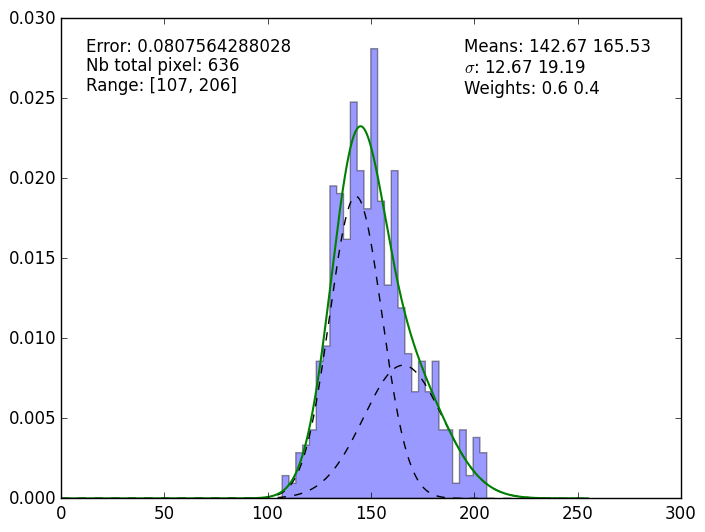 Error: 0.0807564288028
Nb total pixel: 636
Range: [107, 206]
Means: 142.67 165.53
σ: 12.67 19.19
Weights: 0.6 0.4
0.030
0.025
0.020
0.015
0.010
0.005
0.000
0 50 100 150 200 250 300